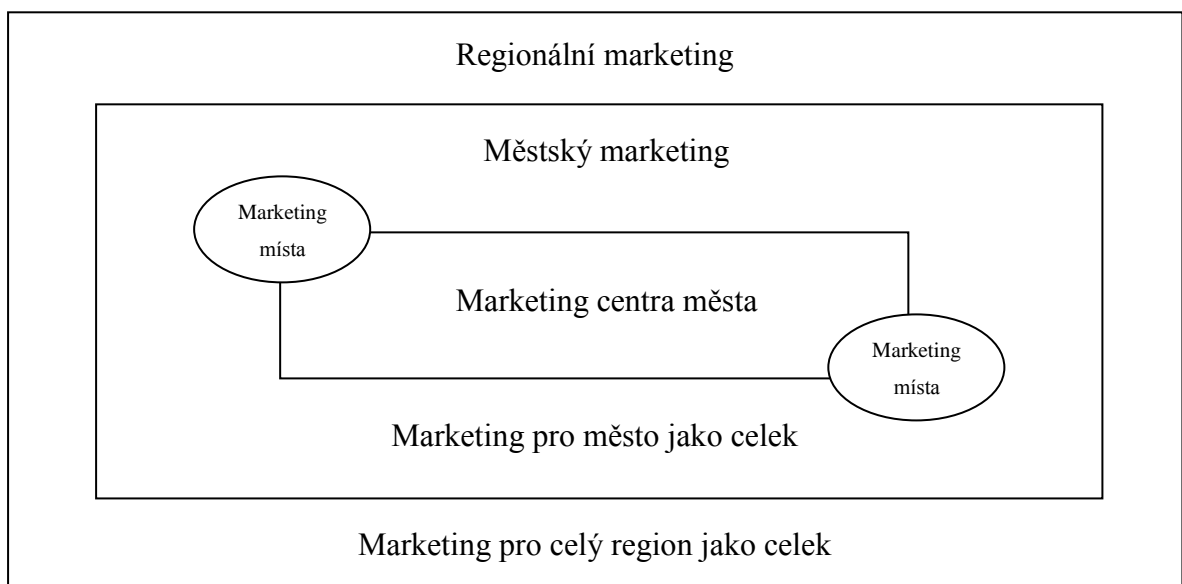 Regionální marketing
Městský marketing
Marketing
místa
Marketing centra města
Marketing
místa
Marketing pro město jako celek
Marketing pro celý region jako celek